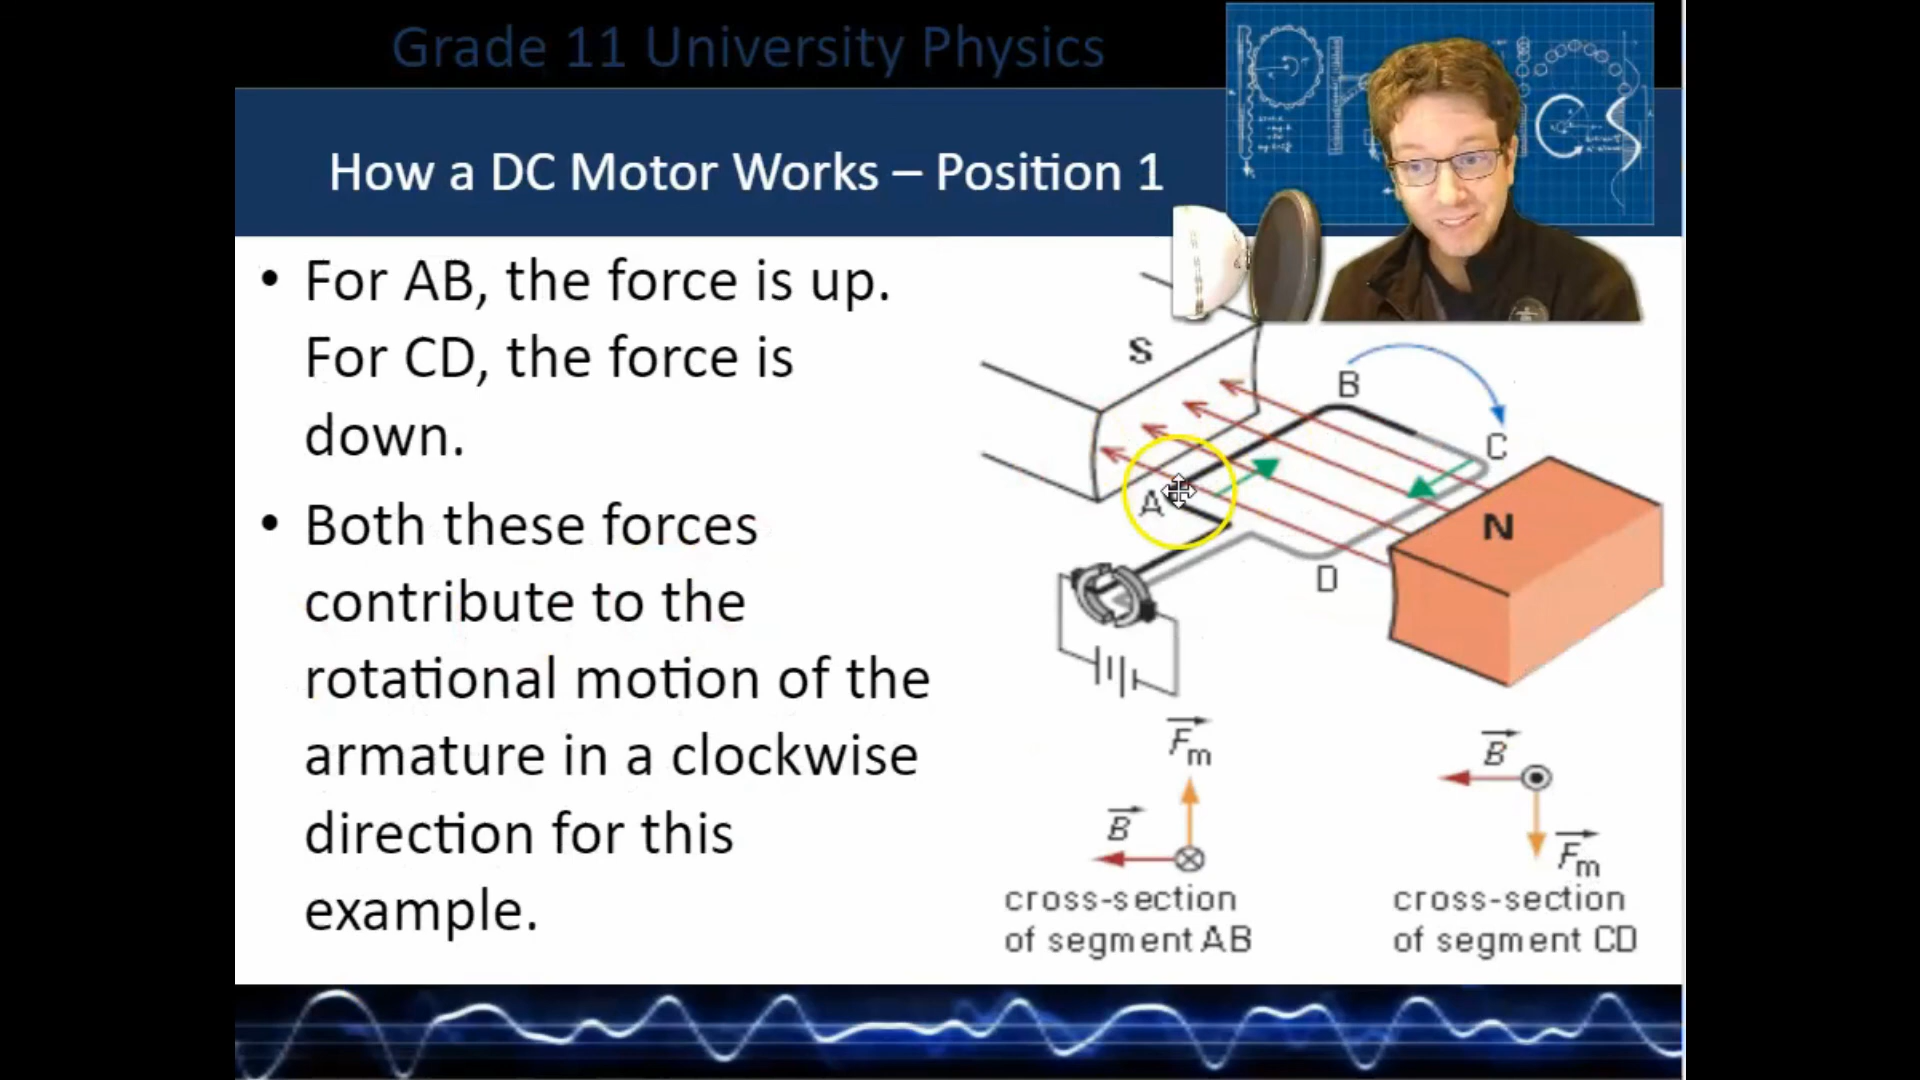 Grade 11 University Physics
How a DC Motor Works – Position 1
• For AB, the force is up.
For CD, the force is
down.
• Both these forces
contribute to the
rotational motion of the
armature in a clockwise
direction for this
example.
S
B
C
A
N
D
F⃗m
B⃗
cross-section
of segment AB
B⃗
F⃗m
cross-section
of segment CD